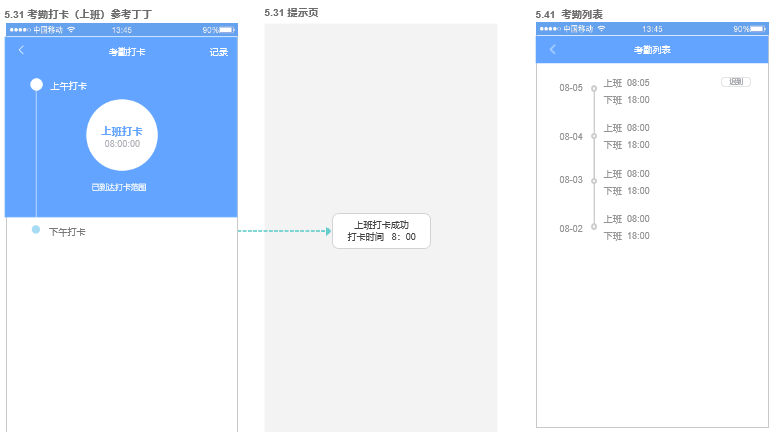 5.31 考勤打卡（上班）参考丁丁
中国移动 13:45 90%
考勤打卡 记录
上午打卡
上班打卡
08:00:00
已到达打卡范围
下午打卡
5.31 提示页
上班打卡成功
打卡时间 8：00
5.41 考勤列表
中国移动 13:45 90%
考勤列表
08-05 上班 08:05 迟到
下班 18:00
08-04 上班 08:00
下班 18:00
08-03 上班 08:00
下班 18:00
08-02 上班 08:00
下班 18:00